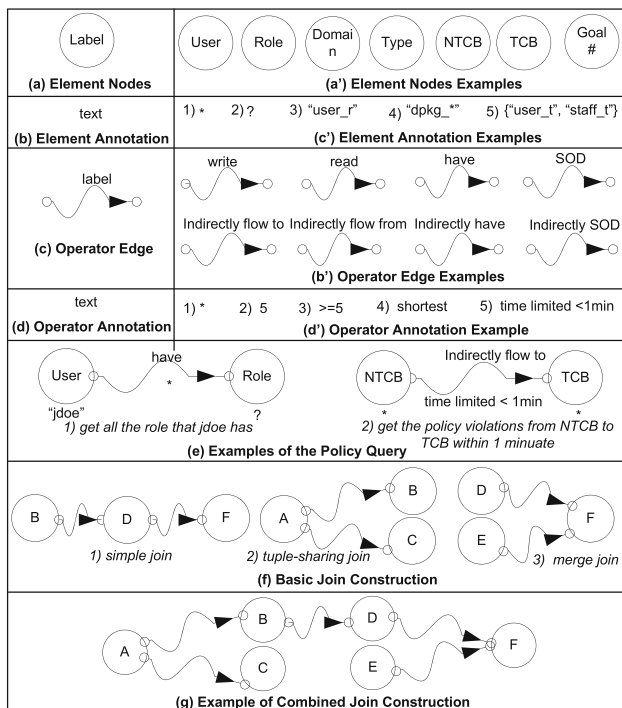 Label
(a) Element Nodes
User Role Domai
n Type NTCB TCB Goal
#
(a') Element Nodes Examples
text
(b) Element Annotation
1) * 2) ? 3) "user_r" 4) "dpkg_*" 5) {"user_t", "staff_t"}
(c') Element Annotation Examples
label
(c) Operator Edge
write read have SOD
Indirectly flow to Indirectly flow from Indirectly have Indirectly SOD
(b') Operator Edge Examples
text
(d) Operator Annotation
1) * 2) 5 3) >=5 4) shortest 5) time limited <1min
(d') Operator Annotation Example
have
User * Role
"jdoe" ?
1) get all the role that jdoe has
Indirectly flow to
NTCB TCB
time limited < 1min
* *
2) get the policy violations from NTCB to
TCB within 1 minuate
(e) Examples of the Policy Query
B D F
1) simple join
A B C
2) tuple-sharing join
D E F
3) merge join
(f) Basic Join Construction
A B C D E F
(g) Example of Combined Join Construction